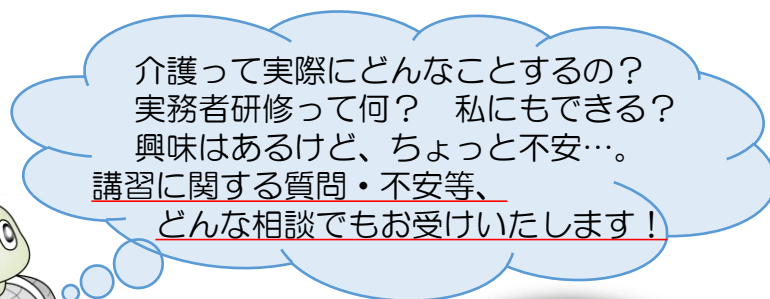 介護って実際にどんなことするの？
実務者研修って何？　私にもできる？
興味はあるけど、ちょっと不安…。
講習に関する質問・不安等、
どんな相談でもお受けいたします！